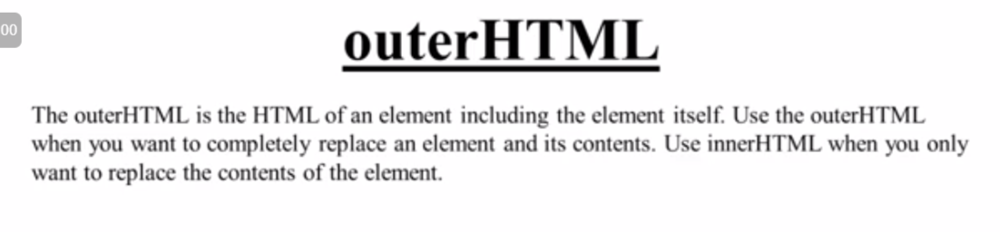 00
outerHTML
The outerHTML is the HTML of an element including the element itself. Use the outerHTML
when you want to completely replace an element and its contents. Use innerHTML when you only
want to replace the contents of the element.